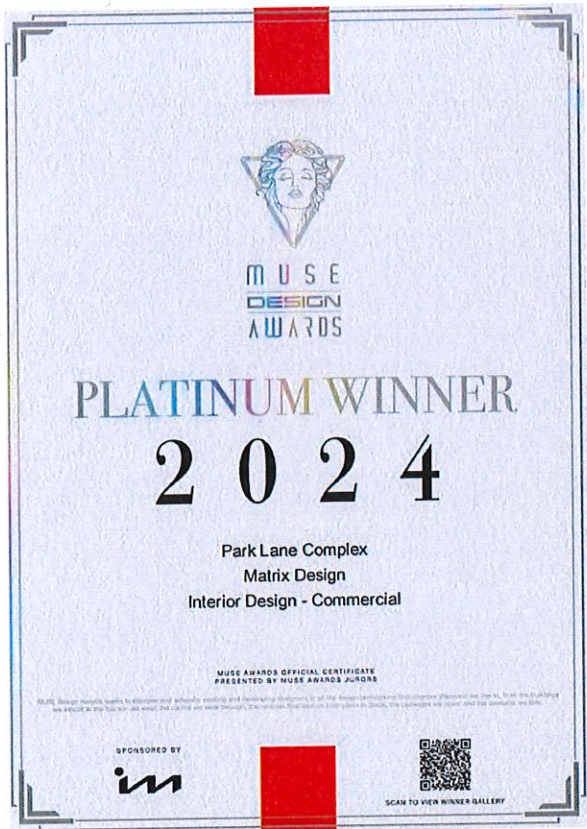 MUSE
DESIGN
AWARDS
PLATINUM WINNER
2024
Park Lane Complex
Matrix Design
Interior Design - Commercial
MUSE AWARDS OFFICIAL CERTIFICATE
PRESENTED BY MUSE AWARDS JURORS
SPONSORED BY
SCAN TO VIEW WINNER GALLERY